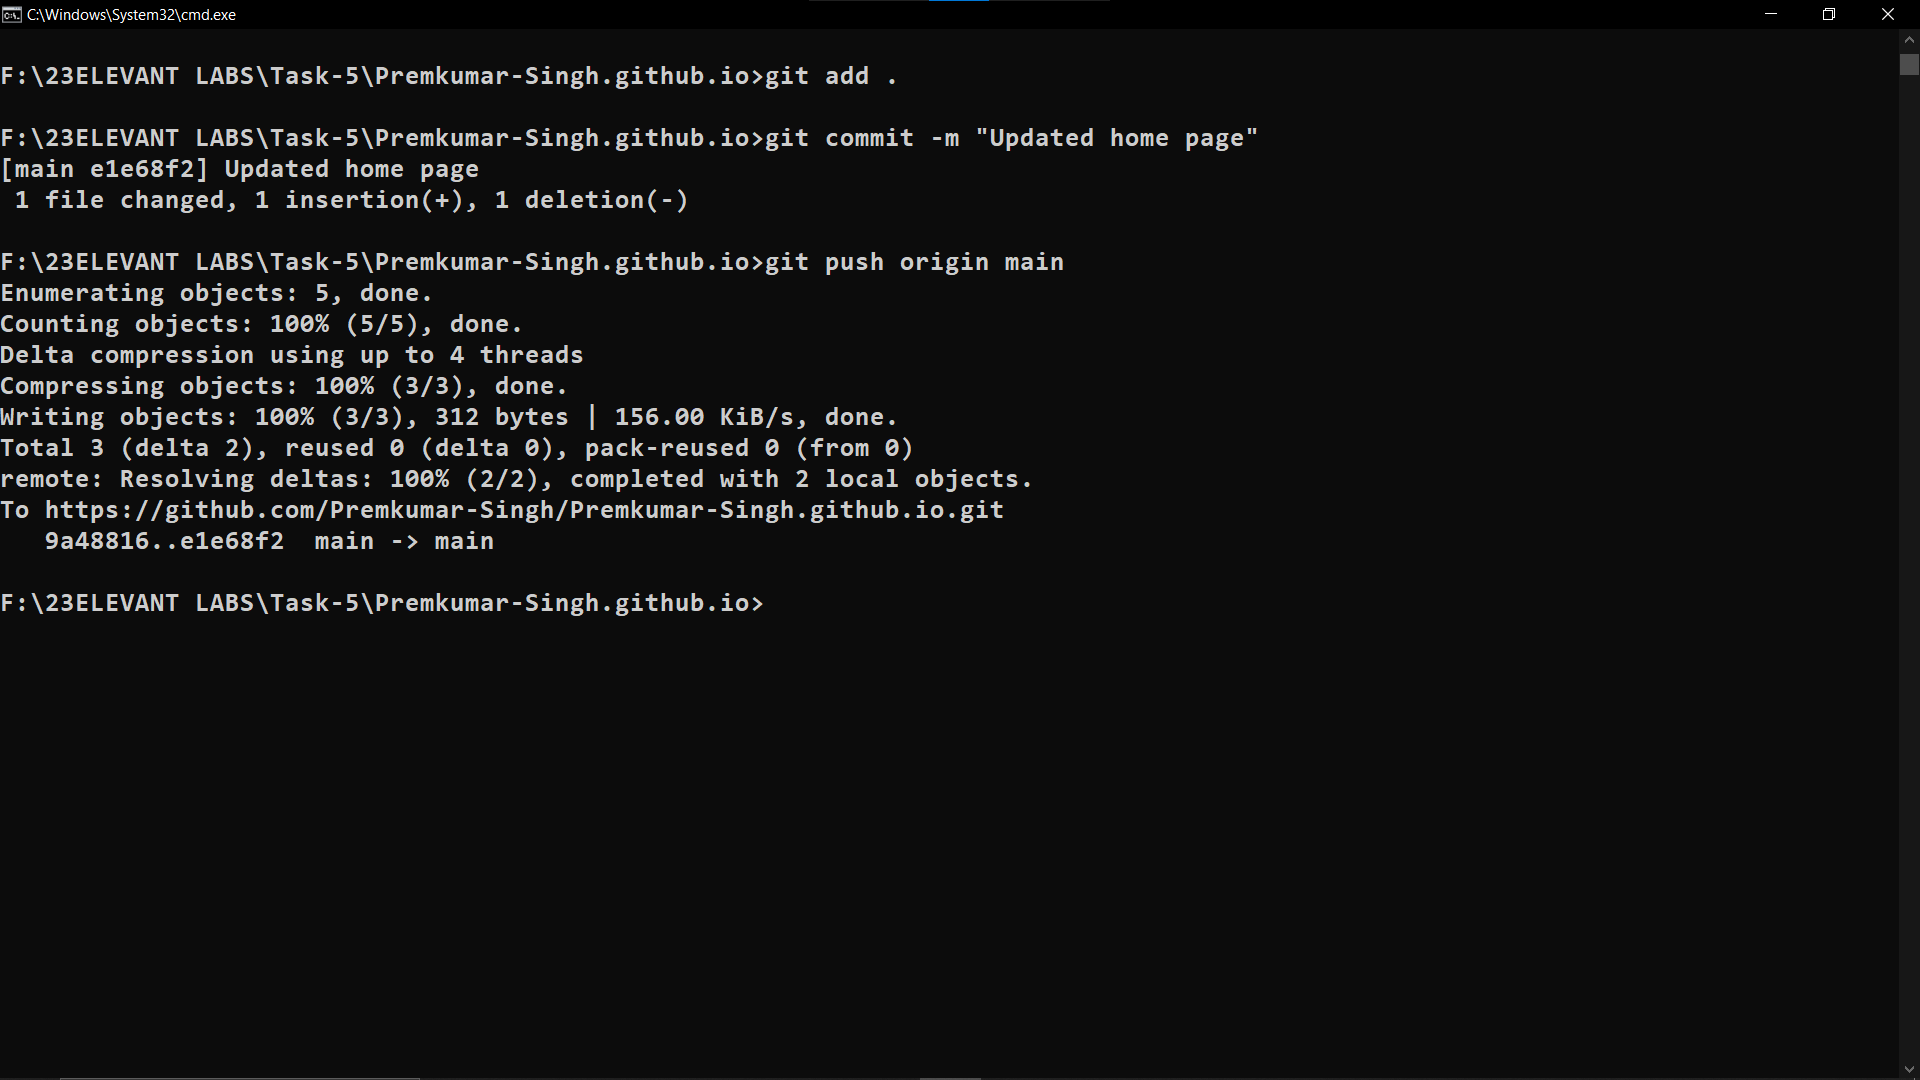 C:\Windows\System32\cmd.exe
F:\23ELEVANT LABS\Task-5\Premkumar-Singh.github.io>git add .
F:\23ELEVANT LABS\Task-5\Premkumar-Singh.github.io>git commit -m "Updated home page"
[main e1e68f2] Updated home page
 1 file changed, 1 insertion(+), 1 deletion(-)
F:\23ELEVANT LABS\Task-5\Premkumar-Singh.github.io>git push origin main
Enumerating objects: 5, done.
Counting objects: 100% (5/5), done.
Delta compression using up to 4 threads
Compressing objects: 100% (3/3), done.
Writing objects: 100% (3/3), 312 bytes | 156.00 KiB/s, done.
Total 3 (delta 2), reused 0 (delta 0), pack-reused 0 (from 0)
remote: Resolving deltas: 100% (2/2), completed with 2 local objects.
To https://github.com/Premkumar-Singh/Premkumar-Singh.github.io.git
   9a48816..e1e68f2  main -> main
F:\23ELEVANT LABS\Task-5\Premkumar-Singh.github.io>